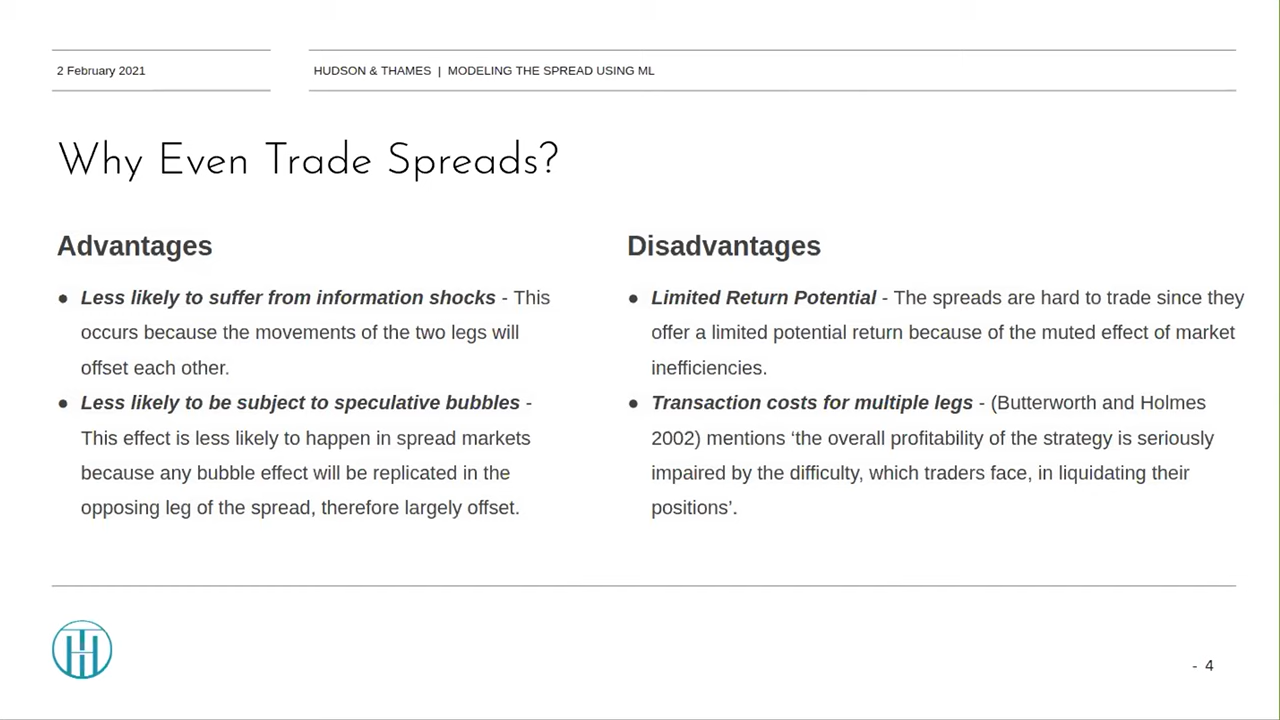 2 February 2021
HUDSON & THAMES | MODELING THE SPREAD USING ML
Why Even Trade Spreads?
Advantages
● Less likely to suffer from information shocks - This
occurs because the movements of the two legs will
offset each other.
● Less likely to be subject to speculative bubbles -
This effect is less likely to happen in spread markets
because any bubble effect will be replicated in the
opposing leg of the spread, therefore largely offset.
Disadvantages
● Limited Return Potential - The spreads are hard to trade since they
offer a limited potential return because of the muted effect of market
inefficiencies.
● Transaction costs for multiple legs - (Butterworth and Holmes
2002) mentions ‘the overall profitability of the strategy is seriously
impaired by the difficulty, which traders face, in liquidating their
positions’.
- 4